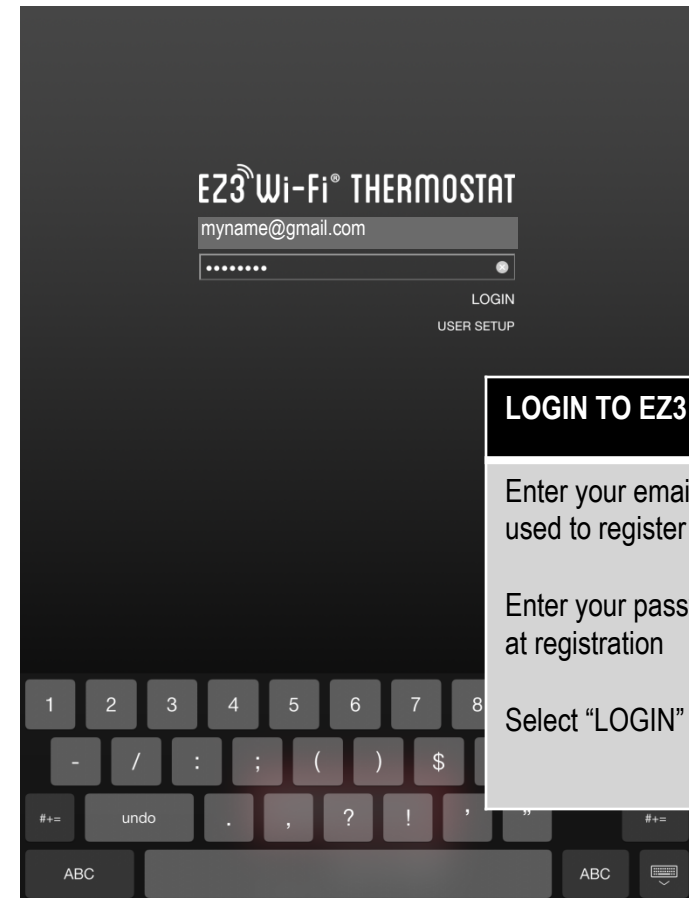 EZ3 Wi-Fi® THERMOSTAT
myname@gmail.com
••••••••
LOGIN
USER SETUP
LOGIN TO EZ3
Enter your emai
used to register
Enter your pass
at registration
Select “LOGIN”
1 2 3 4 5 6 7 8
- / : ; ( ) $
#+= undo . , ? ! ’ ” #+=
ABC ABC